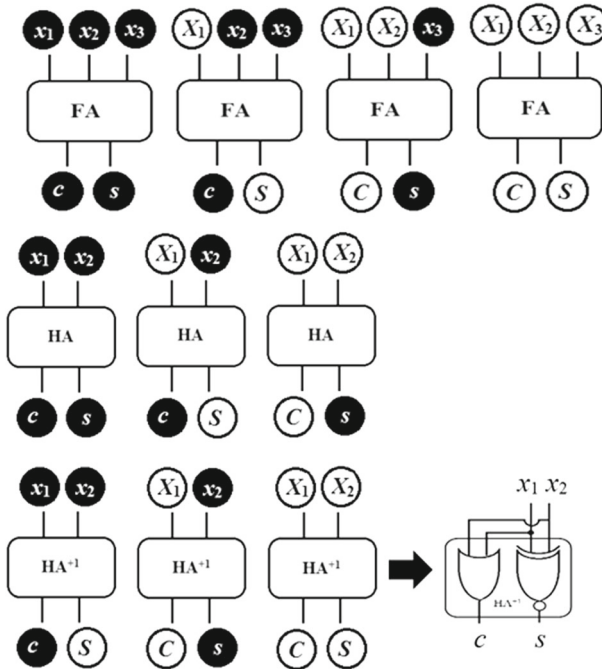 x1 x2 x3 X1 x2 x3 X1 X2 x3 X1 X2 X3
FA FA FA FA
c s c S C s C S
x1 x2 X1 x2 X1 X2
HA HA HA
c s c S C s
x1 x2 X1 x2 X1 X2 x1 x2
HA+1 HA+1 HA+1 HA+1
c S C s C S c s